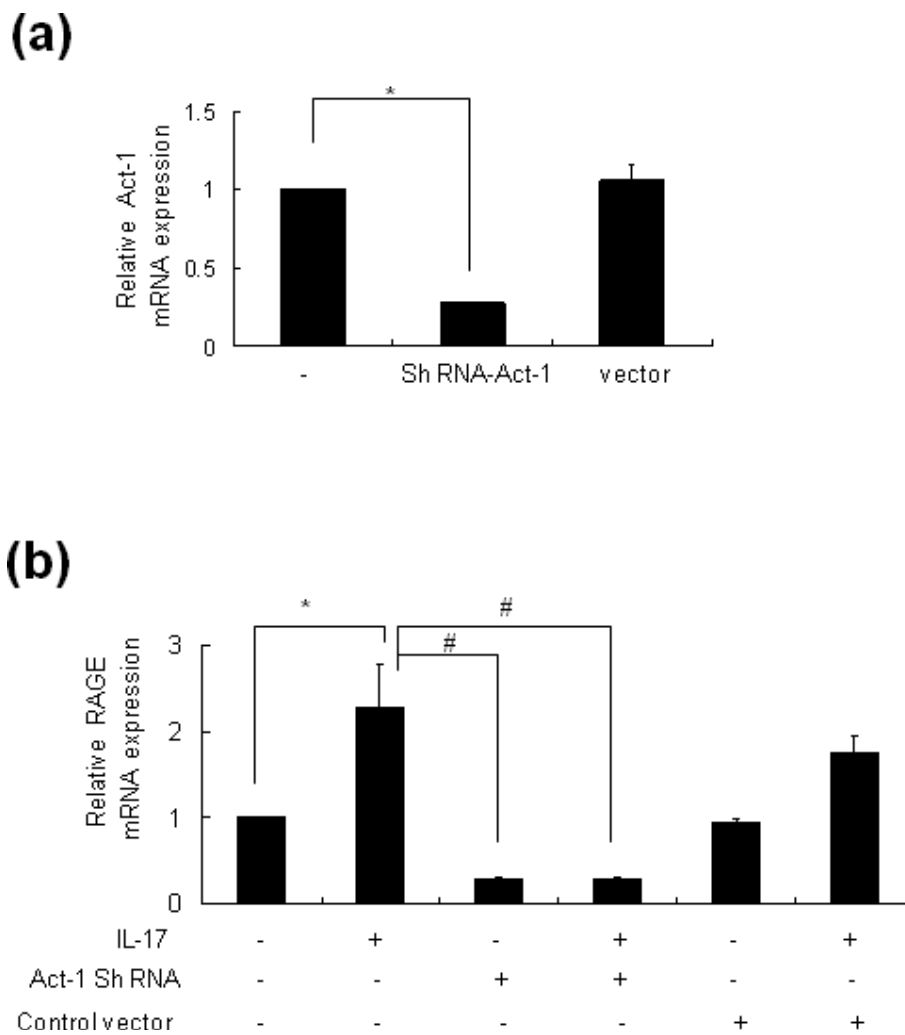 (a)
*
Relative Act-1
mRNA expression
1.5
1
0.5
0
- Sh RNA-Act-1 vector
(b)
* #
#
Relative RAGE
mRNA expression
3
2
1
0
IL-17 - + - + - +
Act-1 Sh RNA - - + + - -
Control vector - - - - + +